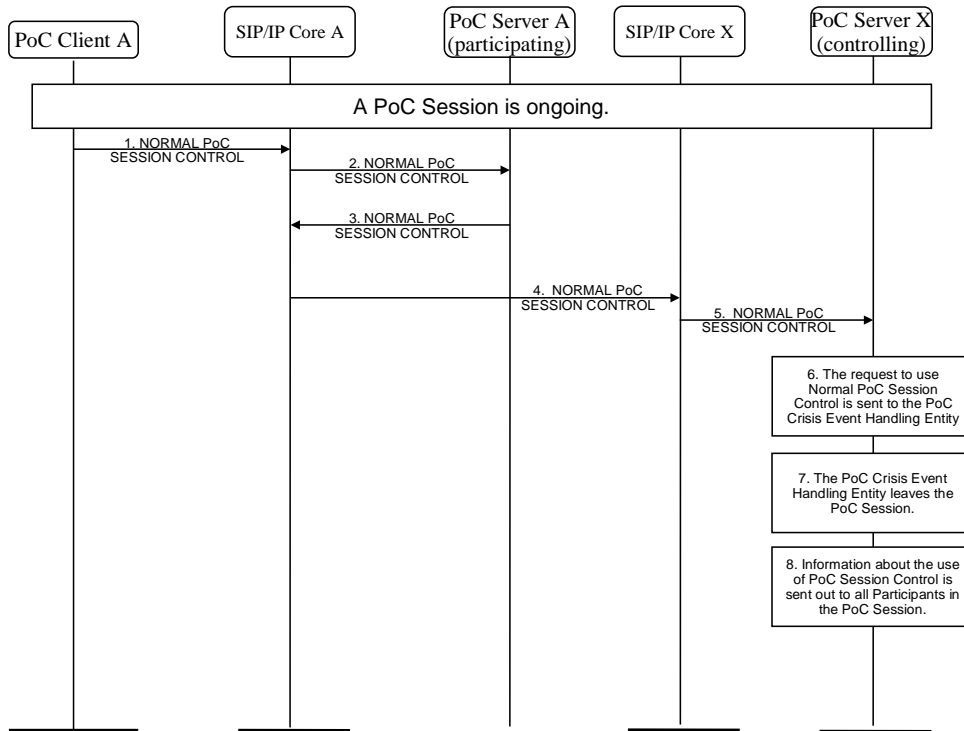 PoC Client A
SIP/IP Core A
PoC Server A
(participating)
SIP/IP Core X
PoC Server X
(controlling)
A PoC Session is ongoing.
1. NORMAL PoC
SESSION CONTROL
2. NORMAL PoC
SESSION CONTROL
3. NORMAL PoC
SESSION CONTROL
4. NORMAL PoC
SESSION CONTROL
5. NORMAL PoC
SESSION CONTROL
6. The request to use
Normal PoC Session
Control is sent to the PoC
Crisis Event Handling Entity
7. The PoC Crisis Event
Handling Entity leaves the
PoC Session.
8. Information about the use
of PoC Session Control is
sent out to all Participants in
the PoC Session.